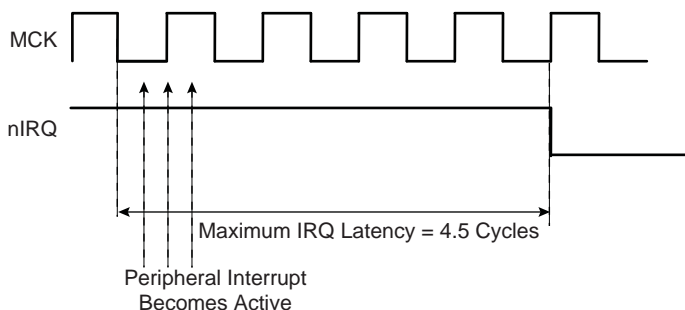 MCK
nIRQ
Maximum IRQ Latency = 4.5 Cycles
Peripheral Interrupt
Becomes Active